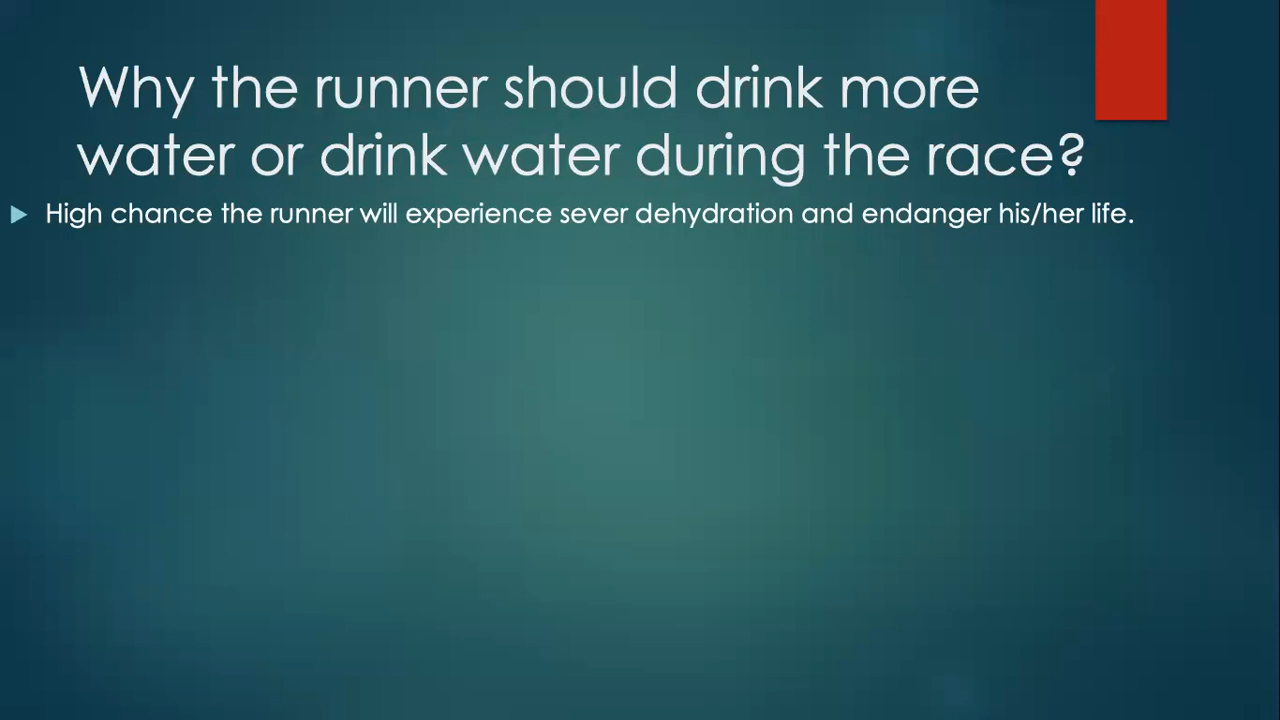 Why the runner should drink more
water or drink water during the race?
High chance the runner will experience sever dehydration and endanger his/her life.